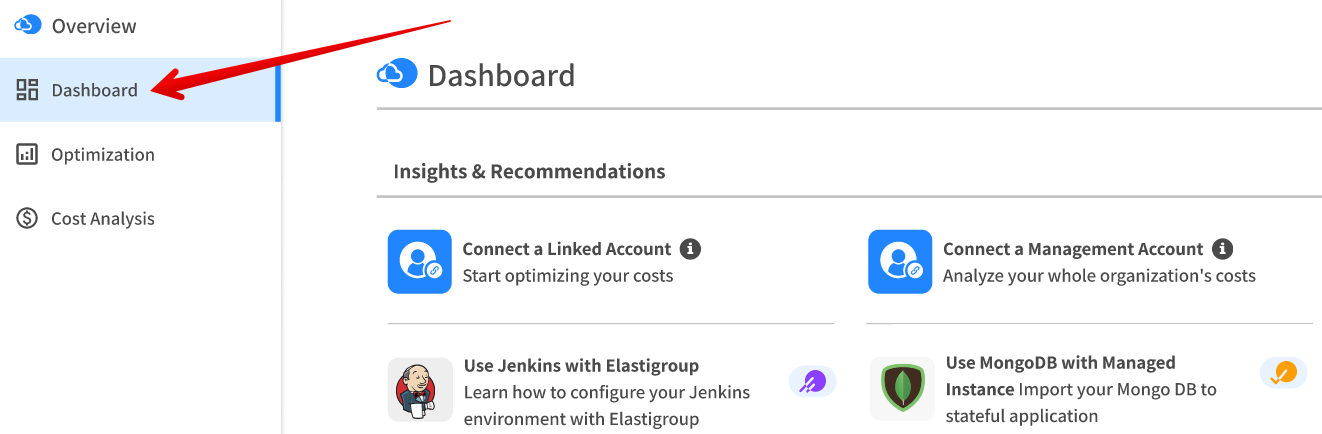 Overview
Dashboard
Optimization
Cost Analysis
Dashboard
Insights & Recommendations
Connect a Linked Account
Start optimizing your costs
Connect a Management Account
Analyze your whole organization's costs
Use Jenkins with Elastigroup
Learn how to configure your Jenkins
environment with Elastigroup
Use MongoDB with Managed
Instance Import your Mongo DB to
stateful application